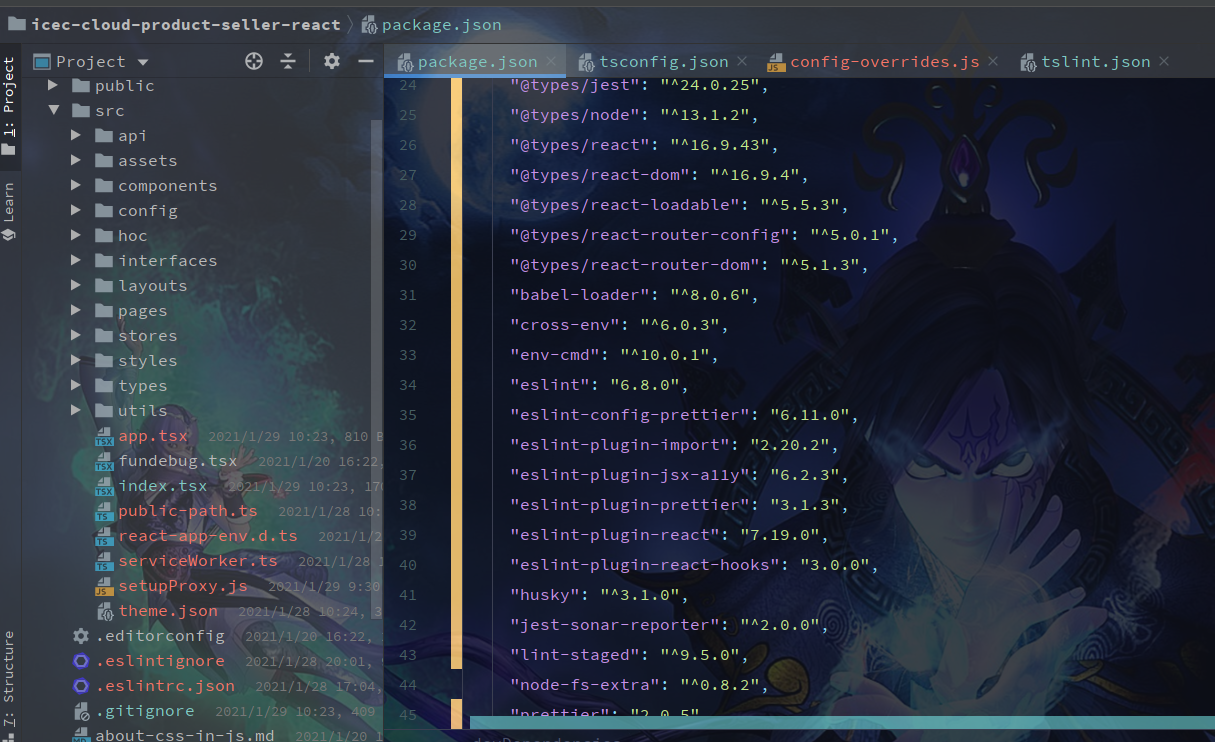 icec-cloud-product-seller-react
package.json
1: Project
Learn
7: Structure
Project
public
src
api
assets
components
config
hoc
interfaces
layouts
pages
stores
styles
types
utils
app.tsx 2021/1/29 10:23, 810 B
fundebug.tsx 2021/1/20 16:22,
index.tsx 2021/1/29 10:23, 170
public-path.ts 2021/1/28 10:
react-app-env.d.ts 2021/1/2
serviceWorker.ts 2021/1/28 1
setupProxy.js 2021/1/29 9:30
theme.json 2021/1/28 10:24, 3
.editorconfig 2021/1/20 16:22,
.eslintignore 2021/1/28 20:01,
.eslintrc.json 2021/1/28 17:04,
.gitignore 2021/1/29 10:23, 409
about-css-in-js.md 2021/1/20 1
package.json tsconfig.json config-overrides.js tslint.json
24 "@types/jest": "^24.0.25",
25 "@types/node": "^13.1.2",
26 "@types/react": "^16.9.43",
27 "@types/react-dom": "^16.9.4",
28 "@types/react-loadable": "^5.5.3",
29 "@types/react-router-config": "^5.0.1",
30 "@types/react-router-dom": "^5.1.3",
31 "babel-loader": "^8.0.6",
32 "cross-env": "^6.0.3",
33 "env-cmd": "^10.0.1",
34 "eslint": "6.8.0",
35 "eslint-config-prettier": "6.11.0",
36 "eslint-plugin-import": "2.20.2",
37 "eslint-plugin-jsx-a11y": "6.2.3",
38 "eslint-plugin-prettier": "3.1.3",
39 "eslint-plugin-react": "7.19.0",
40 "eslint-plugin-react-hooks": "3.0.0",
41 "husky": "^3.1.0",
42 "jest-sonar-reporter": "^2.0.0",
43 "lint-staged": "^9.5.0",
44 "node-fs-extra": "^0.8.2",
45 "prettier": "2.0.5",
devDependencies